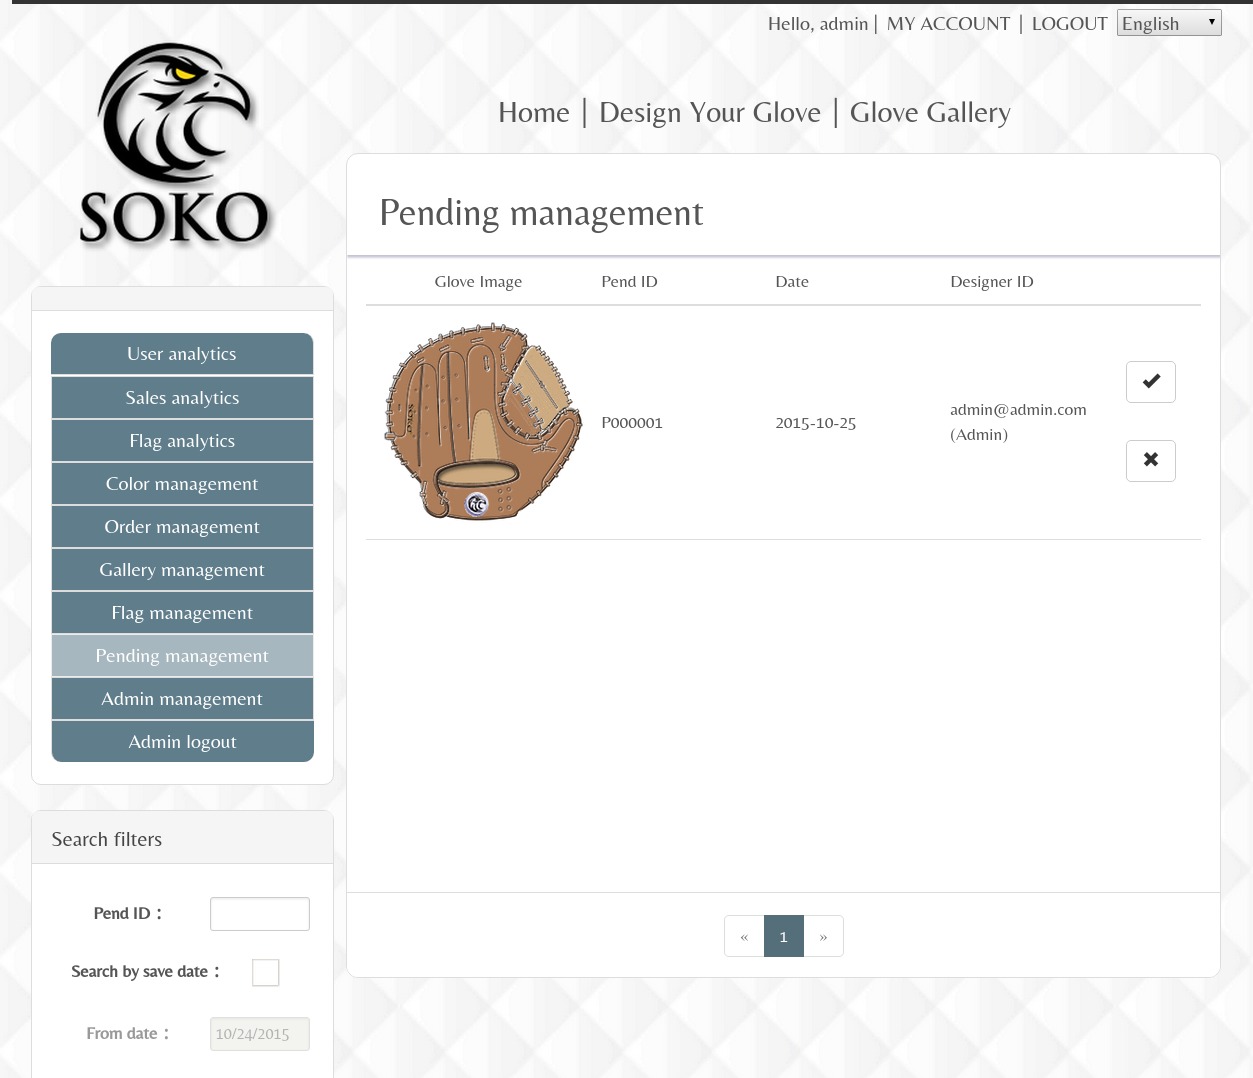 Hello, admin | MY ACCOUNT | LOGOUT English
SOKO
Home | Design Your Glove | Glove Gallery
Pending management
Glove Image Pend ID Date Designer ID
SOKO
P000001 2015-10-25 admin@admin.com
(Admin)
« 1 »
User analytics
Sales analytics
Flag analytics
Color management
Order management
Gallery management
Flag management
Pending management
Admin management
Admin logout
Search filters
Pend ID :
Search by save date :
From date : 10/24/2015